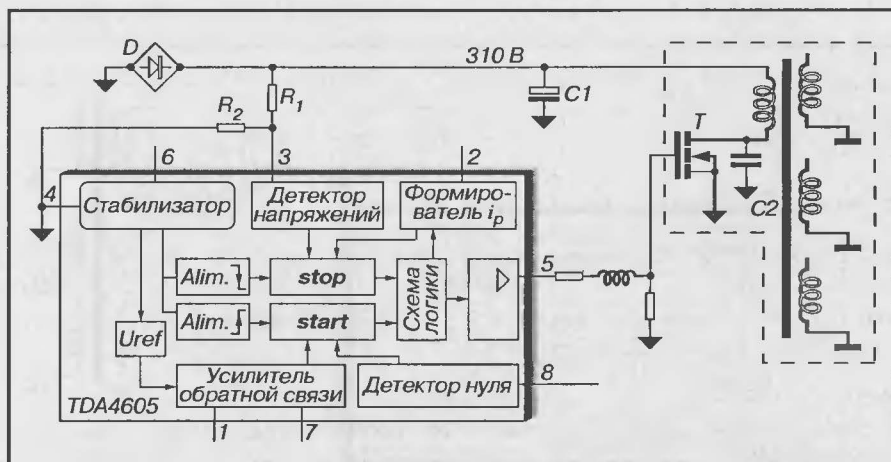 D
310 В
R1
C1
R2
T
6
3
2
4
Стабилизатор
Детектор
напряжений
Формиро-
ватель ip
C2
Alim.
stop
Схема
логики
5
Alim.
start
Uref
Усилитель
обратной связи
Детектор нуля
8
TDA4605
1
7